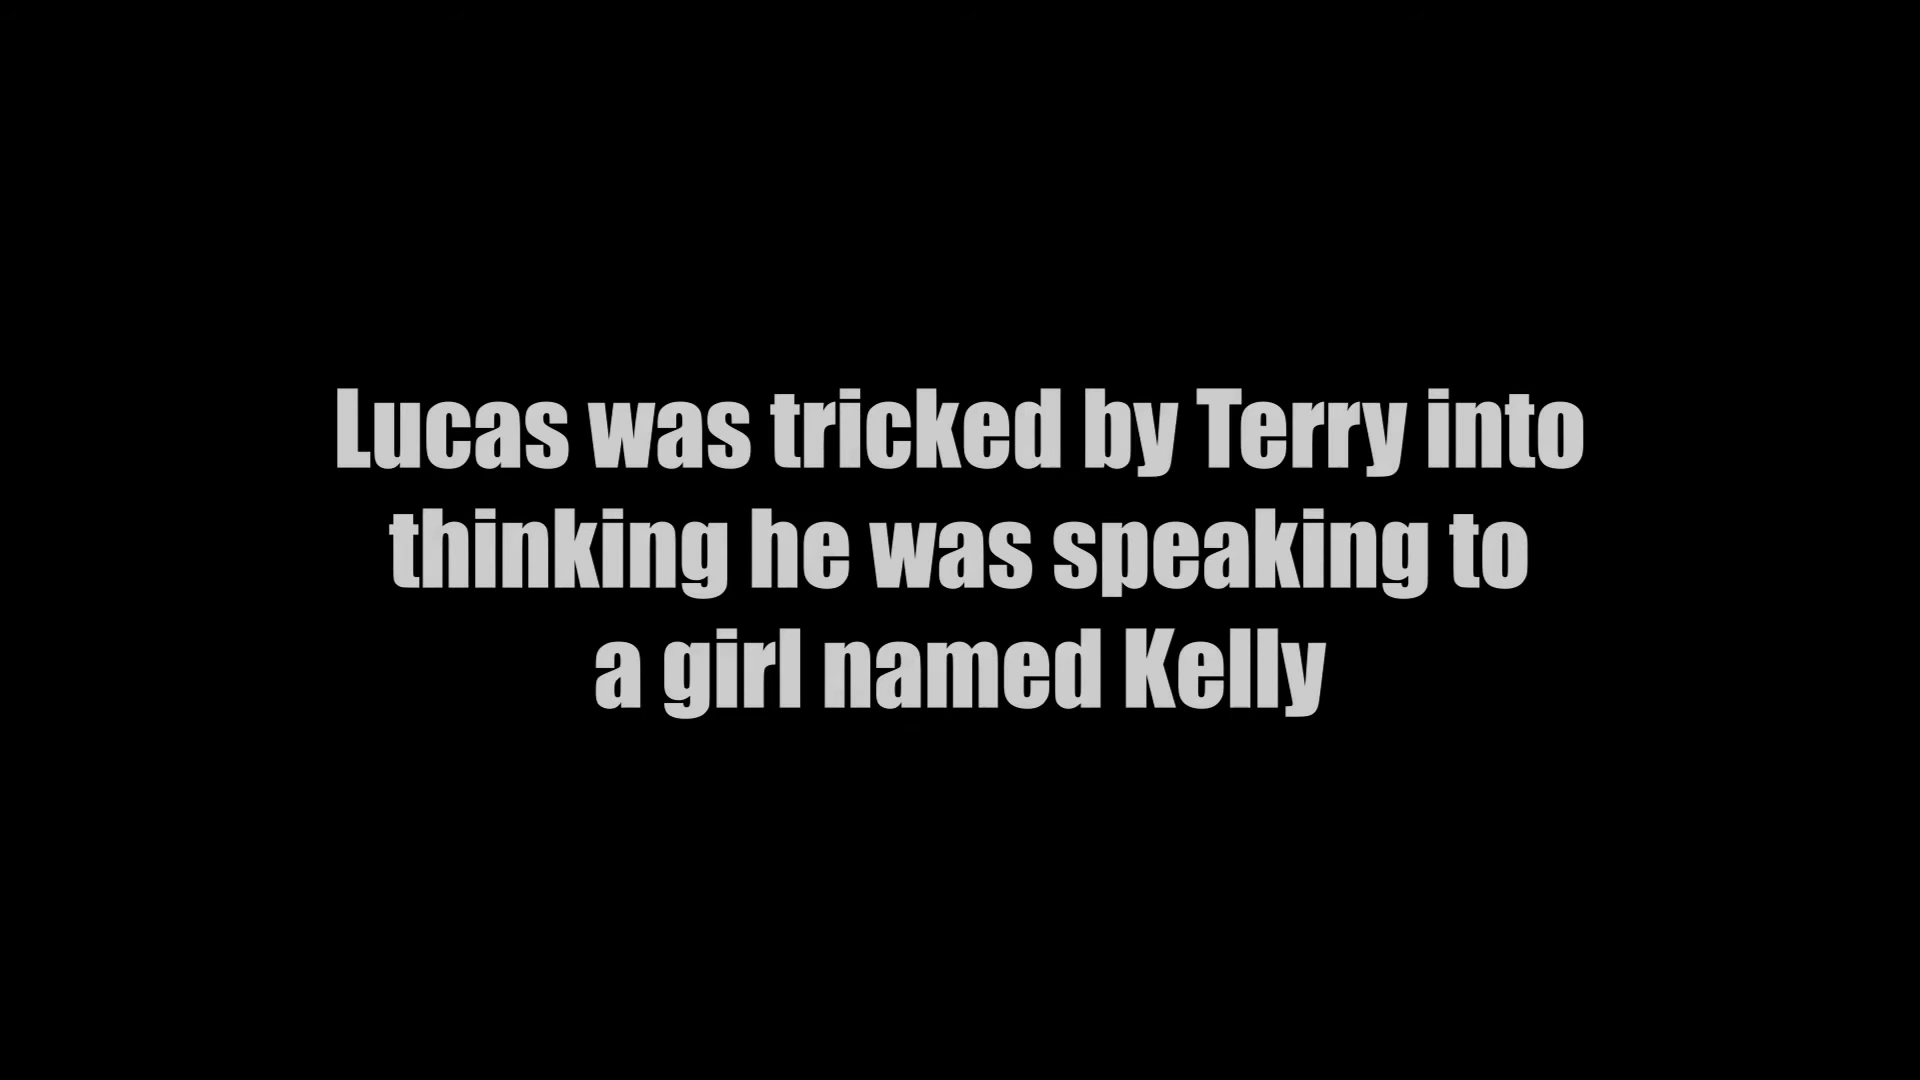 Lucas was tricked by Terry into
thinking he was speaking to
a girl named Kelly